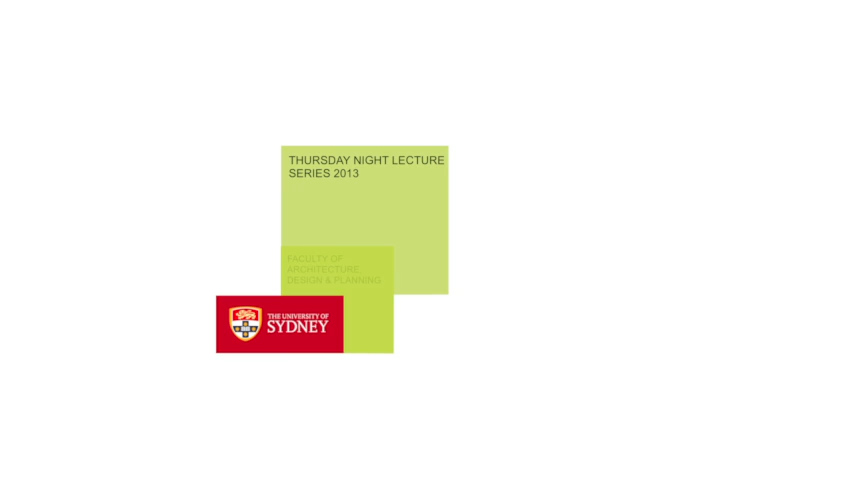 THURSDAY NIGHT LECTURE
SERIES 2013
FACULTY OF
ARCHITECTURE,
DESIGN & PLANNING
THE UNIVERSITY OF
SYDNEY